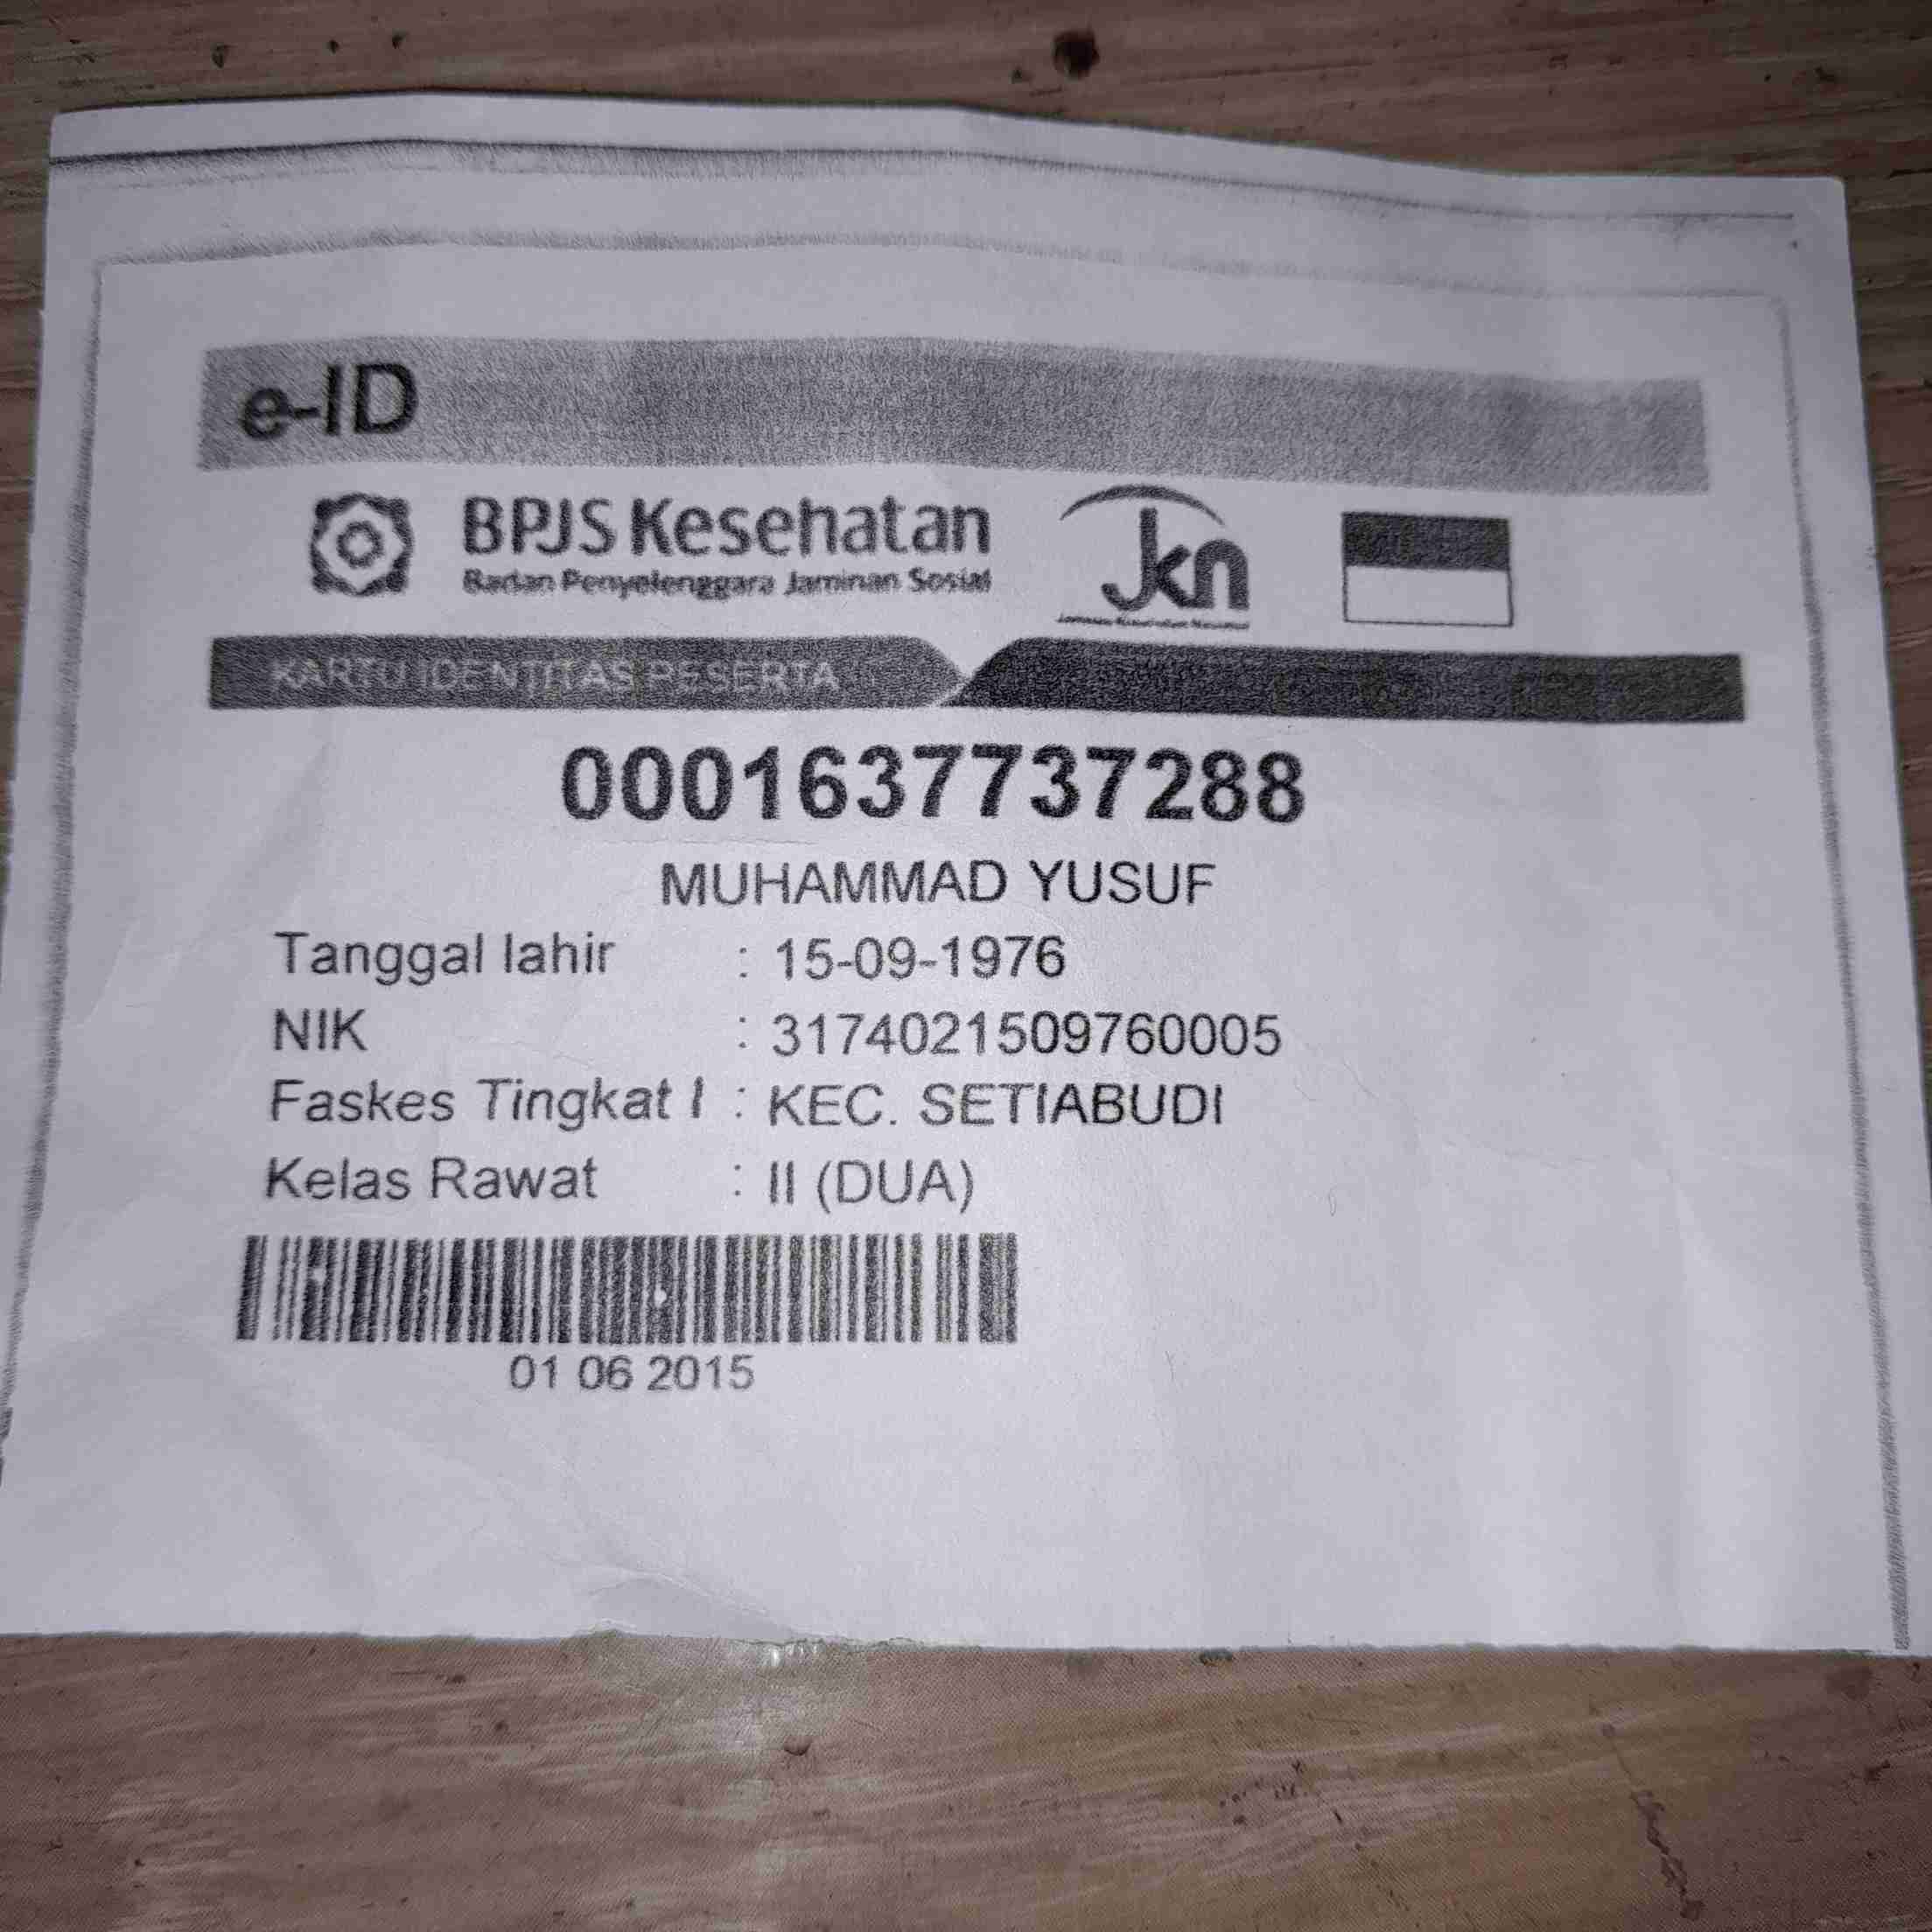 e-ID
BPJS Kesehatan
Badan Penyelenggara Jaminan Sosial
Jkn
KARTU IDENTITAS PESERTA
0001637737288
MUHAMMAD YUSUF
Tanggal lahir : 15-09-1976
NIK : 3174021509760005
Faskes Tingkat I : KEC. SETIABUDI
Kelas Rawat : II (DUA)
01 06 2015